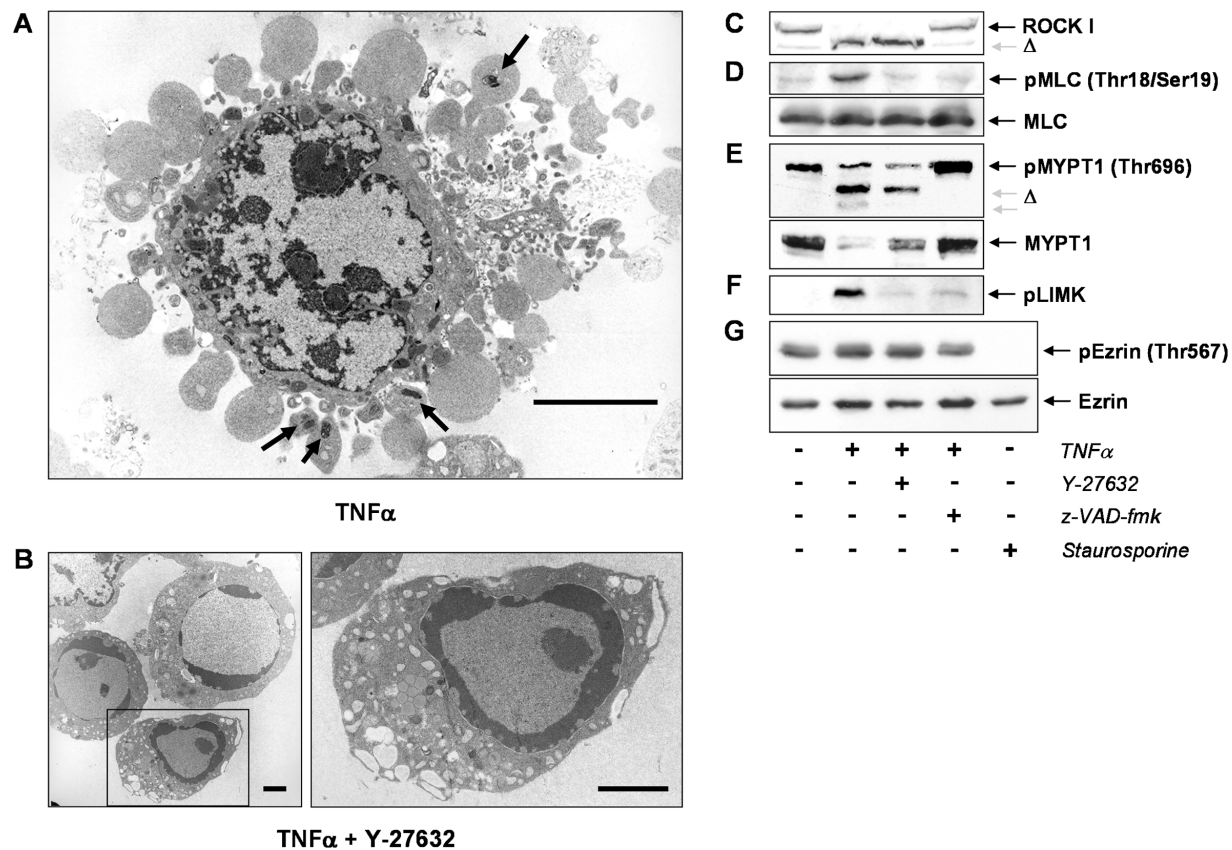 A
TNFα
B
TNFα + Y-27632
C
ROCK I
Δ
D
pMLC (Thr18/Ser19)
MLC
E
pMYPT1 (Thr696)
Δ
MYPT1
F
pLIMK
G
pEzrin (Thr567)
Ezrin
- + + + - TNFα
- - + - - Y-27632
- - - + - z-VAD-fmk
- - - - + Staurosporine